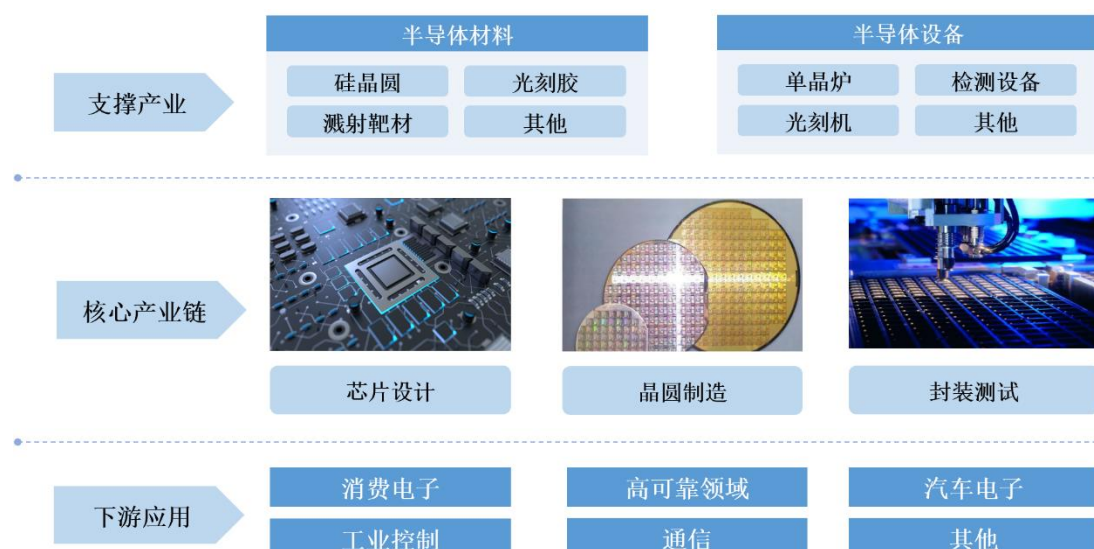 半导体材料
半导体设备
支撑产业
硅晶圆
光刻胶
单晶炉
检测设备
溅射靶材
其他
光刻机
其他
核心产业链
芯片设计
晶圆制造
封装测试
下游应用
消费电子
高可靠领域
汽车电子
工业控制
通信
其他